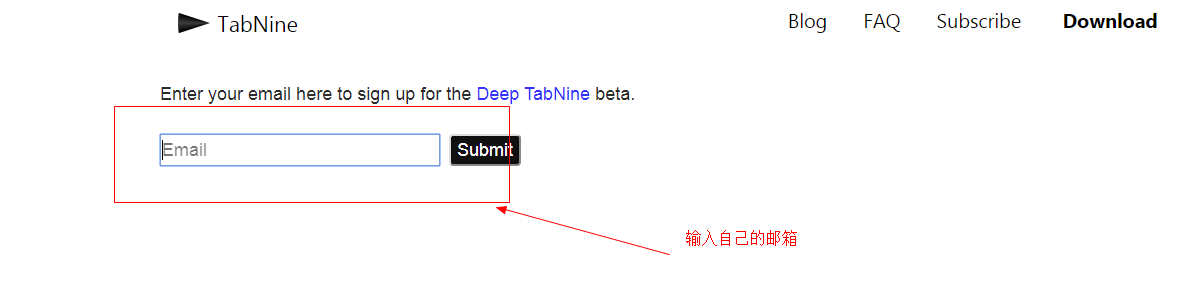 TabNine
Blog FAQ Subscribe Download
Enter your email here to sign up for the Deep TabNine beta.
Email Submit
输入自己的邮箱